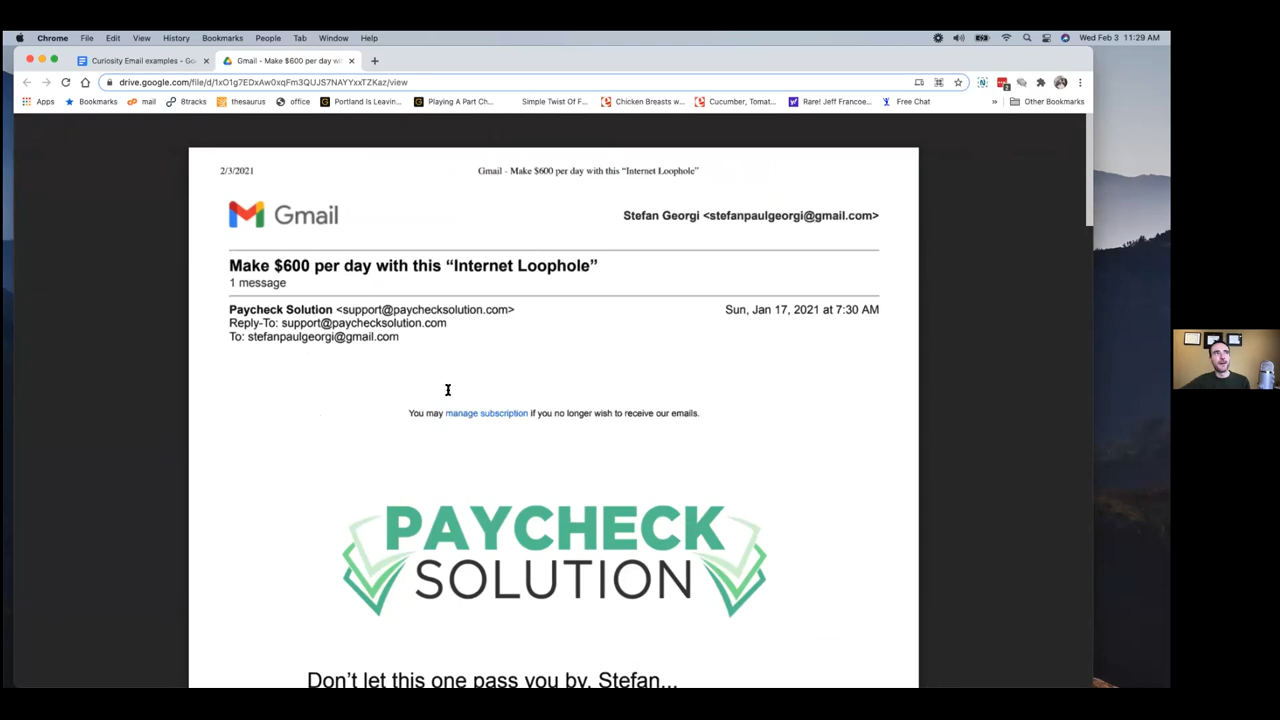 Chrome File Edit View History Bookmarks People Tab Window Help Wed Feb 3 11:29 AM
Curiosity Email examples - Go Gmail - Make $600 per day wi
drive.google.com/file/d/1xO1g7EDxAw0xqFm3QUJS7NAYYxxTZKaz/view
Apps Bookmarks mail 8tracks thesaurus office Portland Is Leavin... Playing A Part Ch... Simple Twist Of F... Chicken Breasts w... Cucumber, Tomat... Rare! Jeff Francoe... Free Chat » Other Bookmarks
2/3/2021 Gmail - Make $600 per day with this “Internet Loophole”
Gmail Stefan Georgi <stefanpaulgeorgi@gmail.com>
Make $600 per day with this “Internet Loophole”
1 message
Paycheck Solution <support@paychecksolution.com> Sun, Jan 17, 2021 at 7:30 AM
Reply-To: support@paychecksolution.com
To: stefanpaulgeorgi@gmail.com
You may manage subscription if you no longer wish to receive our emails.
PAYCHECK
SOLUTION
Don’t let this one pass you by, Stefan...